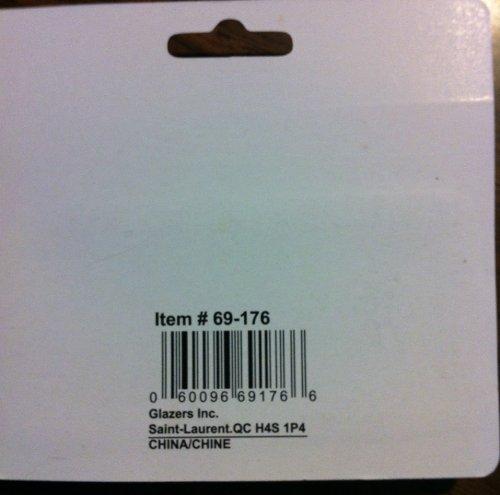 Item # 69-176
0 60096 69176 6
Glazers Inc.
Saint-Laurent.QC H4S 1P4
CHINA/CHINE